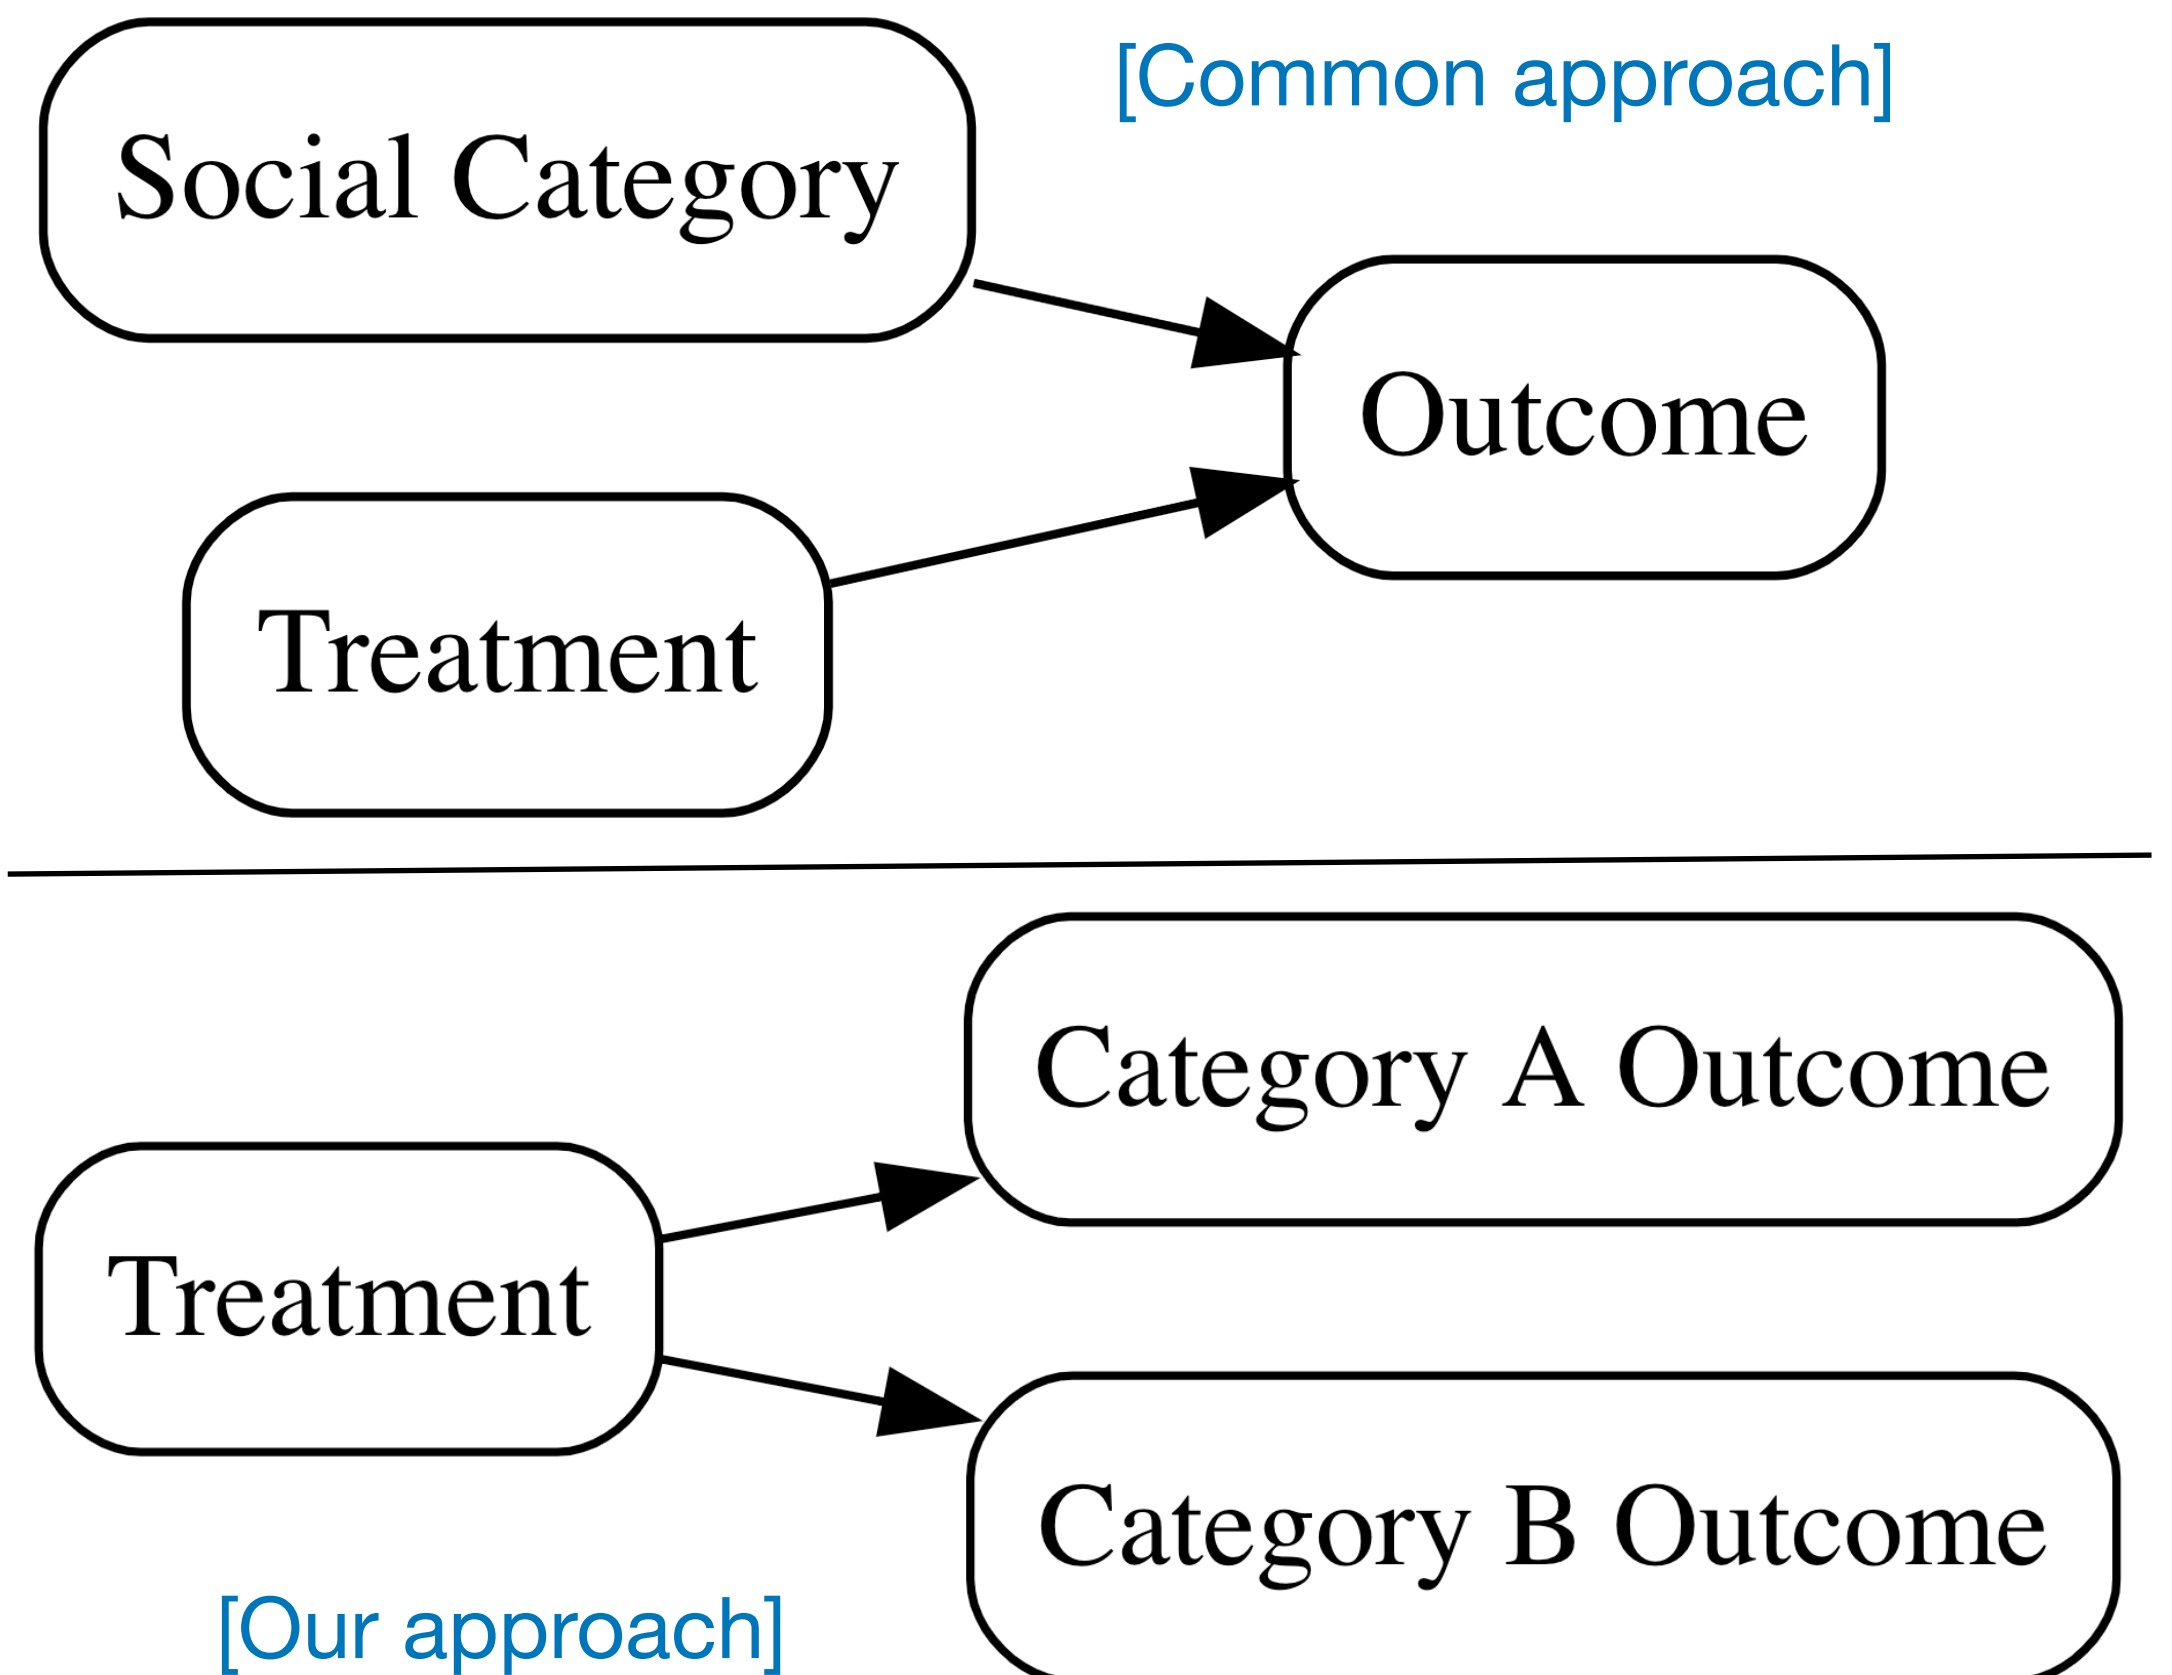 [Common approach]
Social Category
Outcome
Treatment
Category A Outcome
Treatment
Category B Outcome
[Our approach]